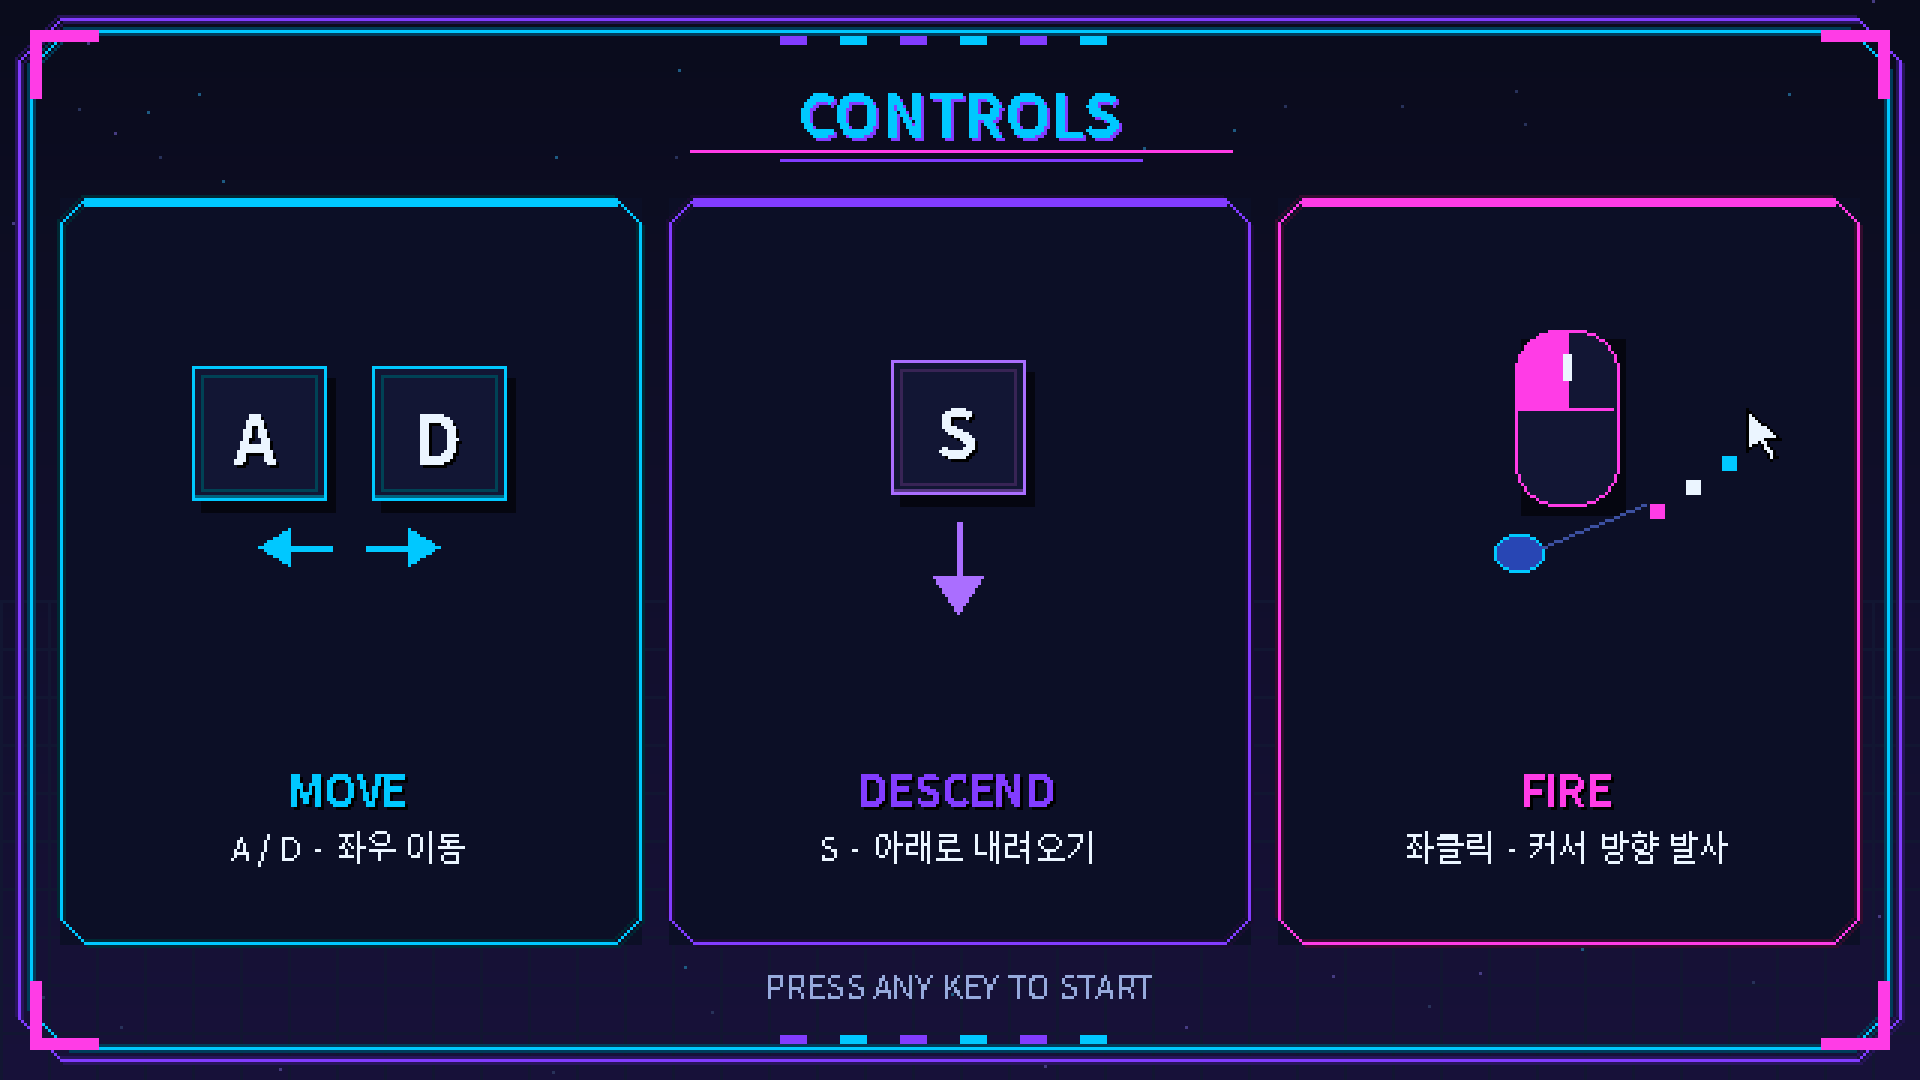 CONTROLS
A D
S
MOVE
A / D - 좌우 이동
DESCEND
S - 아래로 내려오기
FIRE
좌클릭 - 커서 방향 발사
PRESS ANY KEY TO START